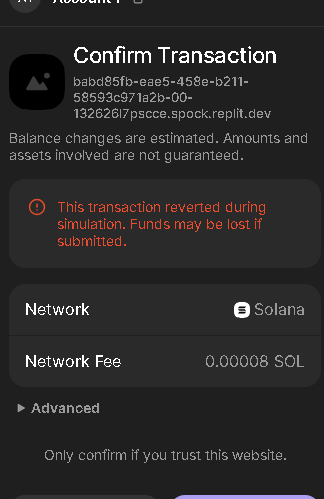 Confirm Transaction
babd85fb-eae5-458e-b211-
58593c971a2b-00-
132626l7pscce.spock.replit.dev
Balance changes are estimated. Amounts and
assets involved are not guaranteed.
This transaction reverted during
simulation. Funds may be lost if
submitted.
Network
Solana
Network Fee
0.00008 SOL
Advanced
Only confirm if you trust this website.